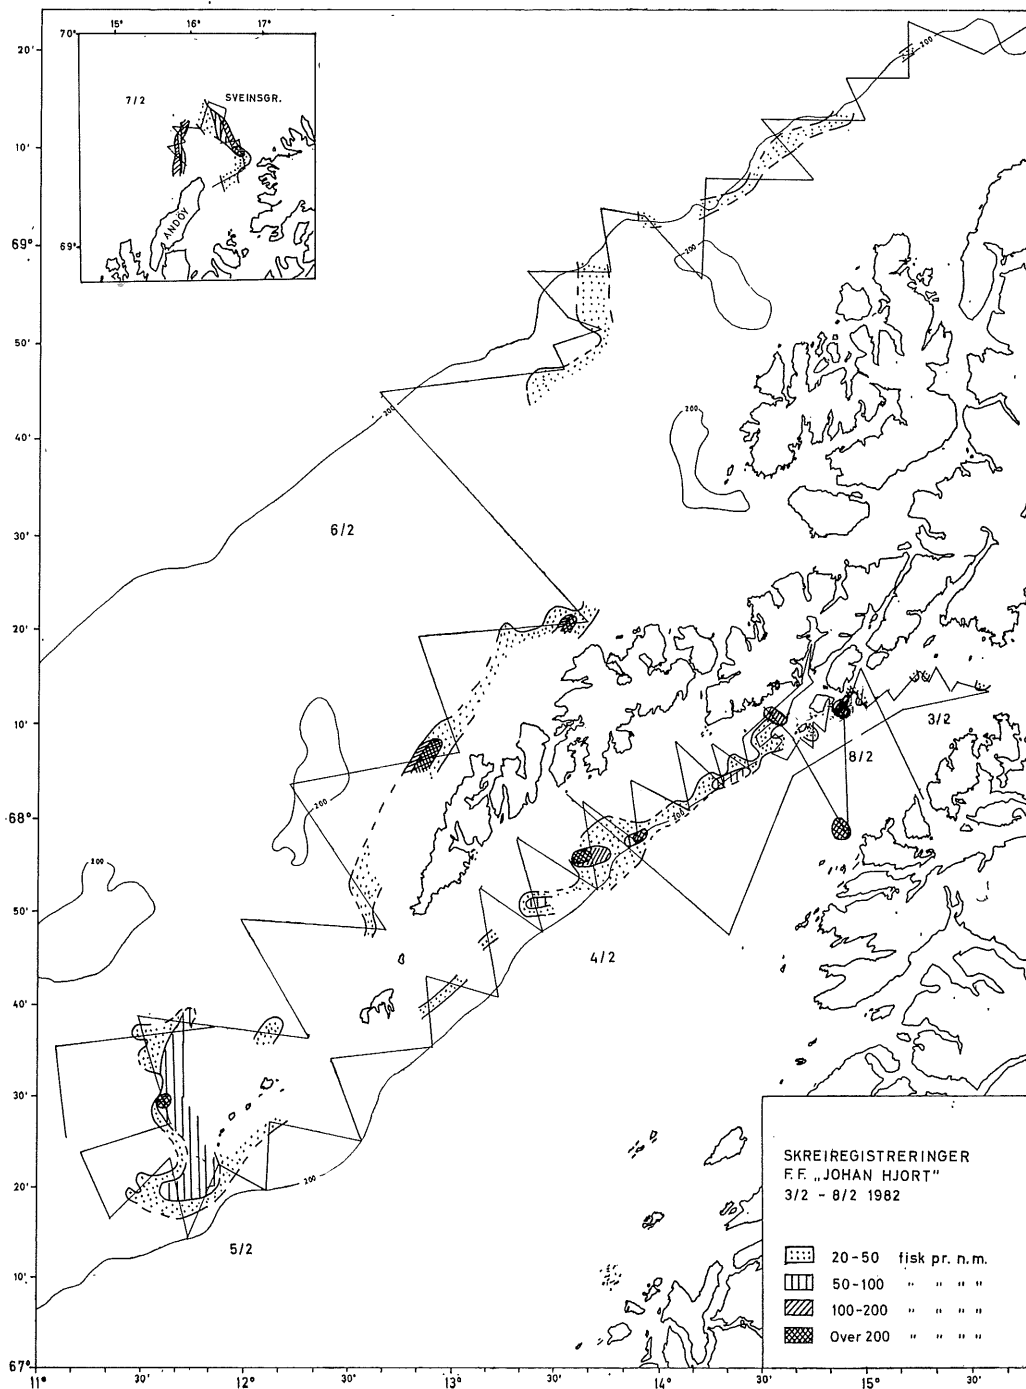 15° 16° 17°
70°
7/2 SVEINSGR.
ANDÖY
69°
20'
10'
69°
50'
40'
30'
20'
10'
68°
50'
40'
30'
20'
10'
67°
200
200
200
200
200
200
200
200
200
6/2
3/2
8/2
4/2
5/2
SKREIREGISTRERINGER
F.F. „JOHAN HJORT"
3/2 - 8/2 1982
20-50 fisk pr. n.m.
50-100 " " " "
100-200 " " " "
Over 200 " " " "
11° 30' 12° 30' 13° 30' 14 30' 15° 30'